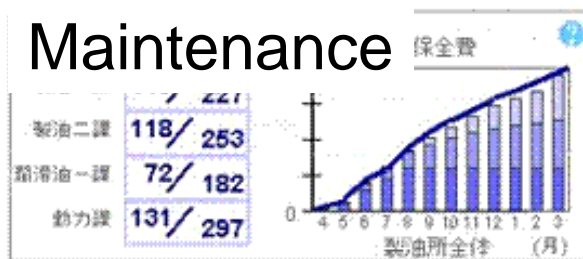 Maintenance
保全費
227
製油二課 118/253
潤滑油一課 72/182
動力課 131/297
0
4 5 6 7 8 9 10 11 12 1 2 3
製油所全体 (月)